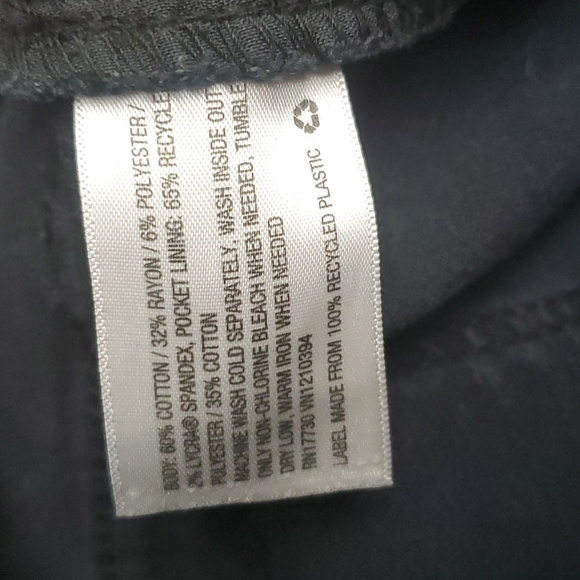 BODY: 60% COTTON / 32% RAYON / 6% POLYESTER /
2% LYCRA® SPANDEX, POCKET LINING: 65% RECYCLE
POLYESTER / 35% COTTON
MACHINE WASH COLD SEPARATELY, WASH INSIDE OUT
ONLY NON-CHLORINE BLEACH WHEN NEEDED, TUMBLE
DRY LOW, WARM IRON WHEN NEEDED
RN17730 VN1210394
LABEL MADE FROM 100% RECYCLED PLASTIC